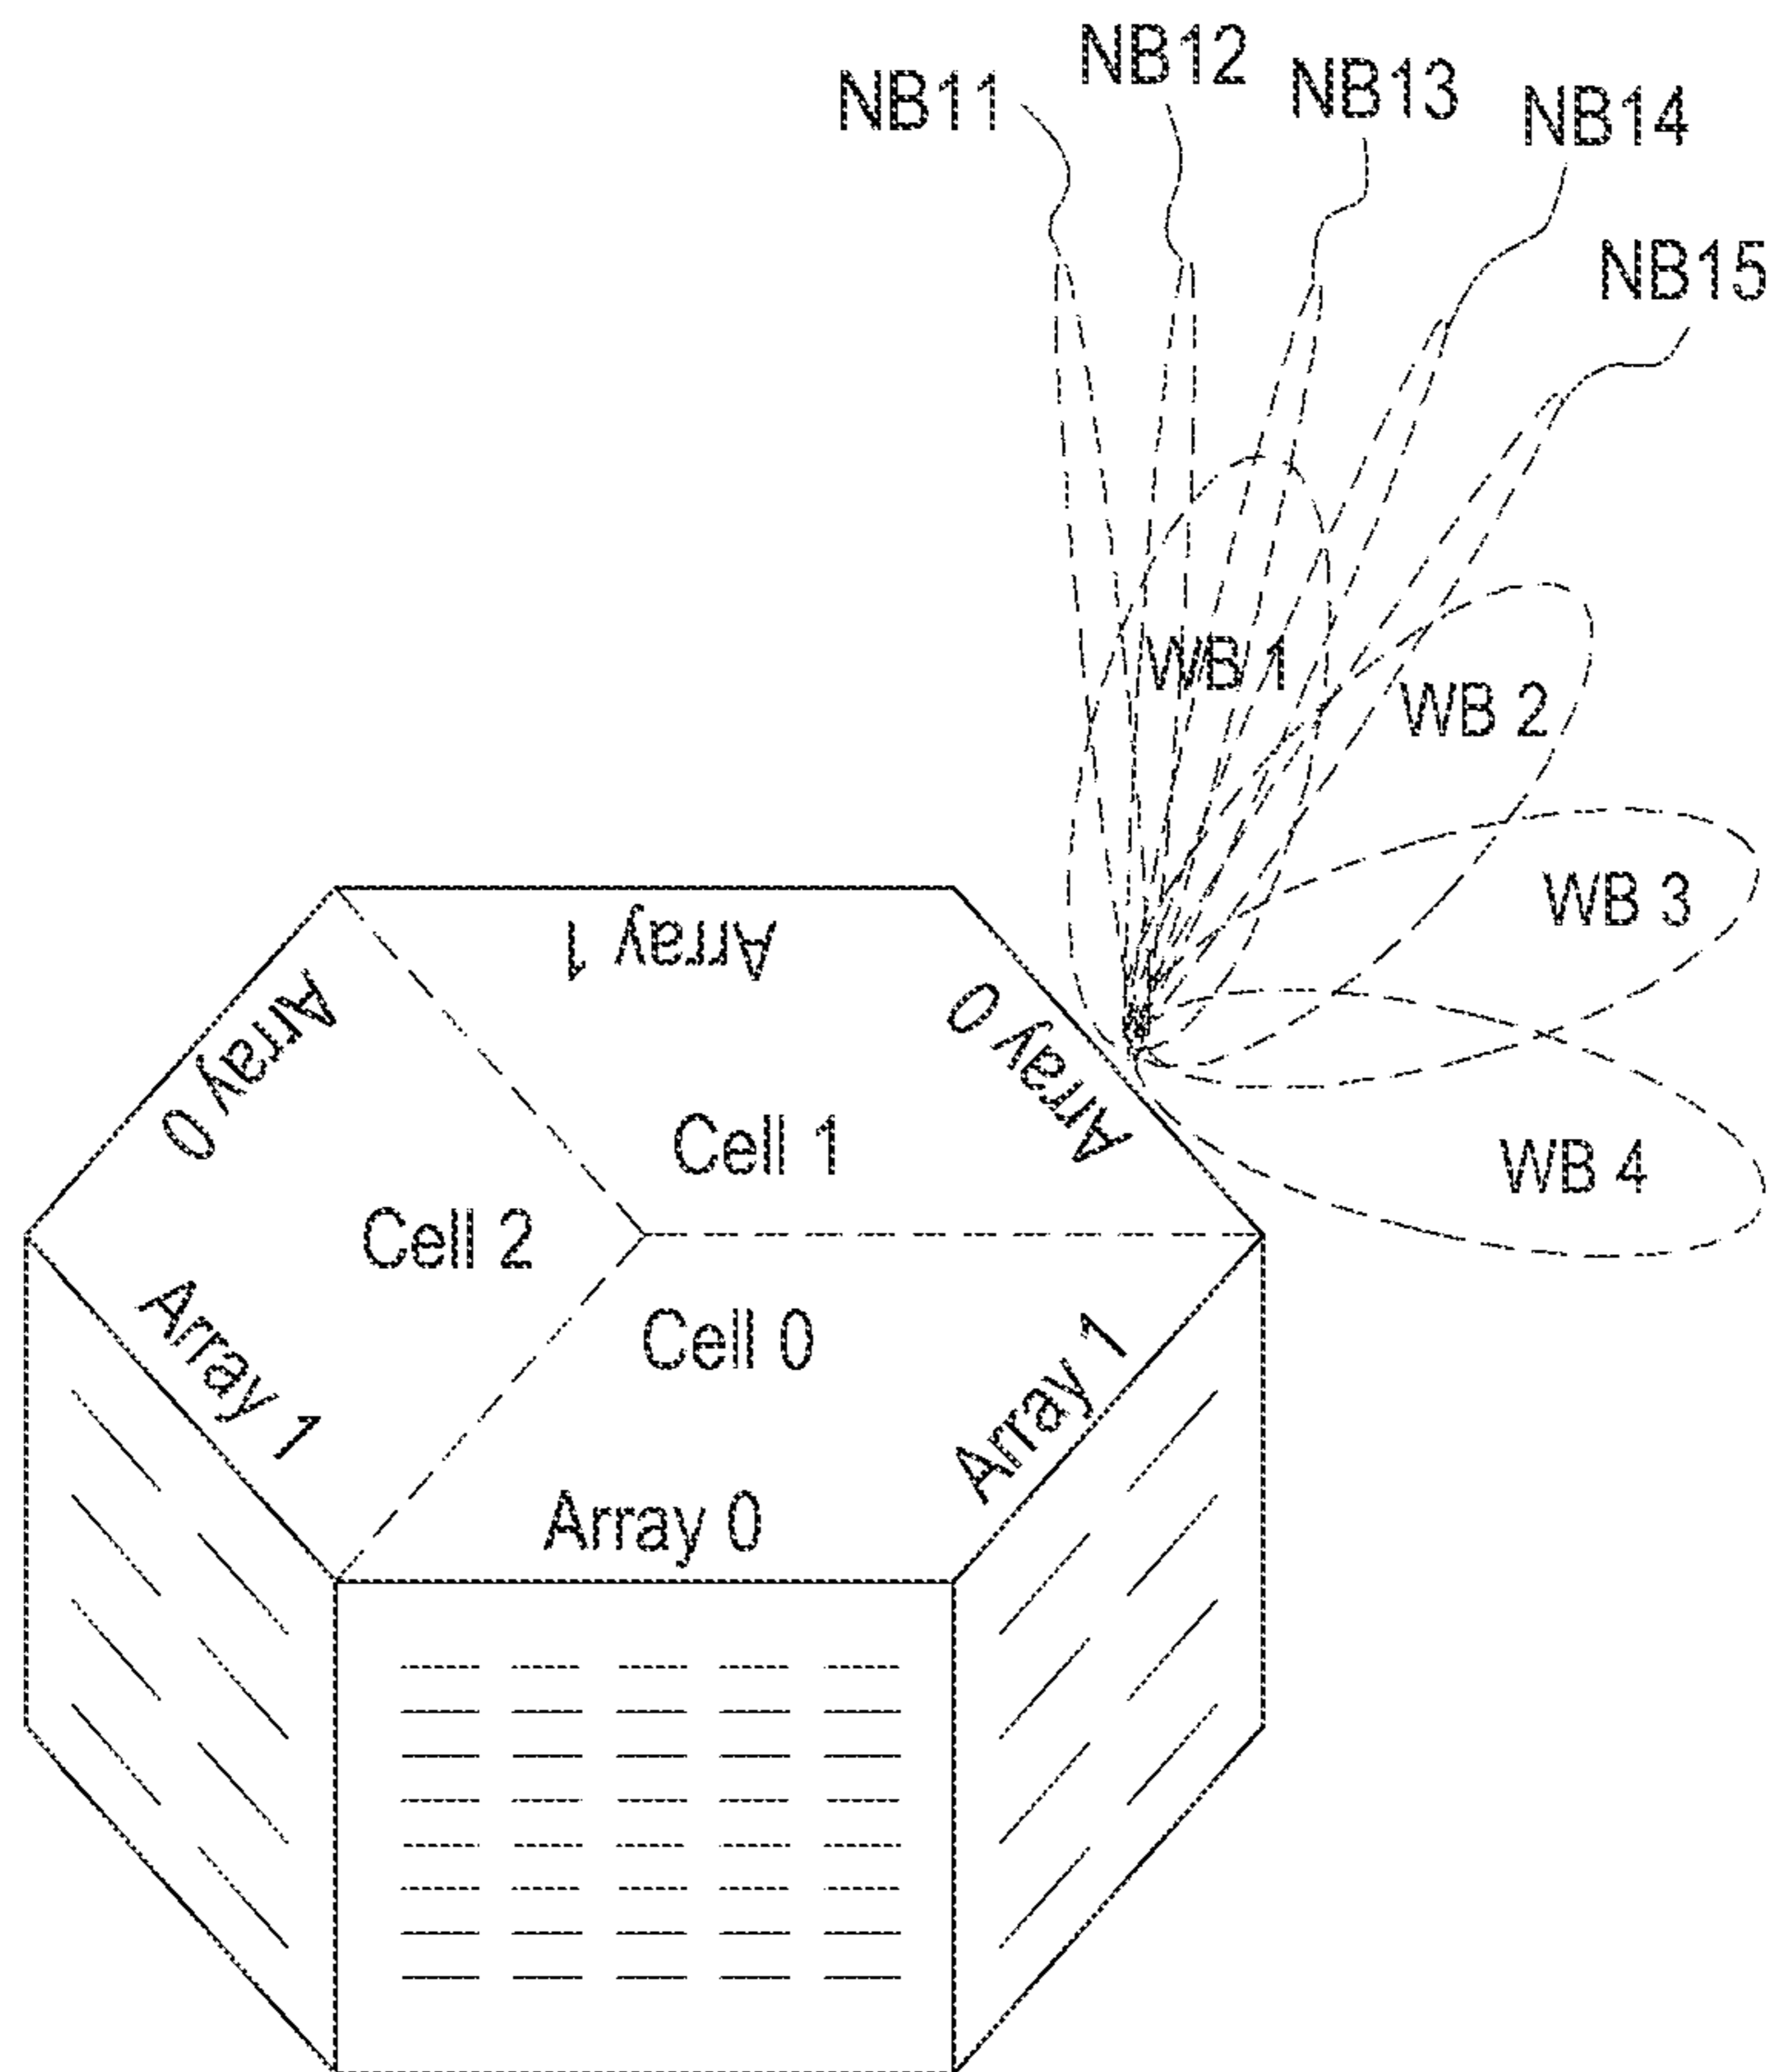 NB12
NB13
NB11
NB14
NB15
WB 1
WB 2
WB 3
Array 1
Array 0
Array 0
Cell 1
WB 4
Cell 2
Cell 0
Array 1
Array 1
Array 0